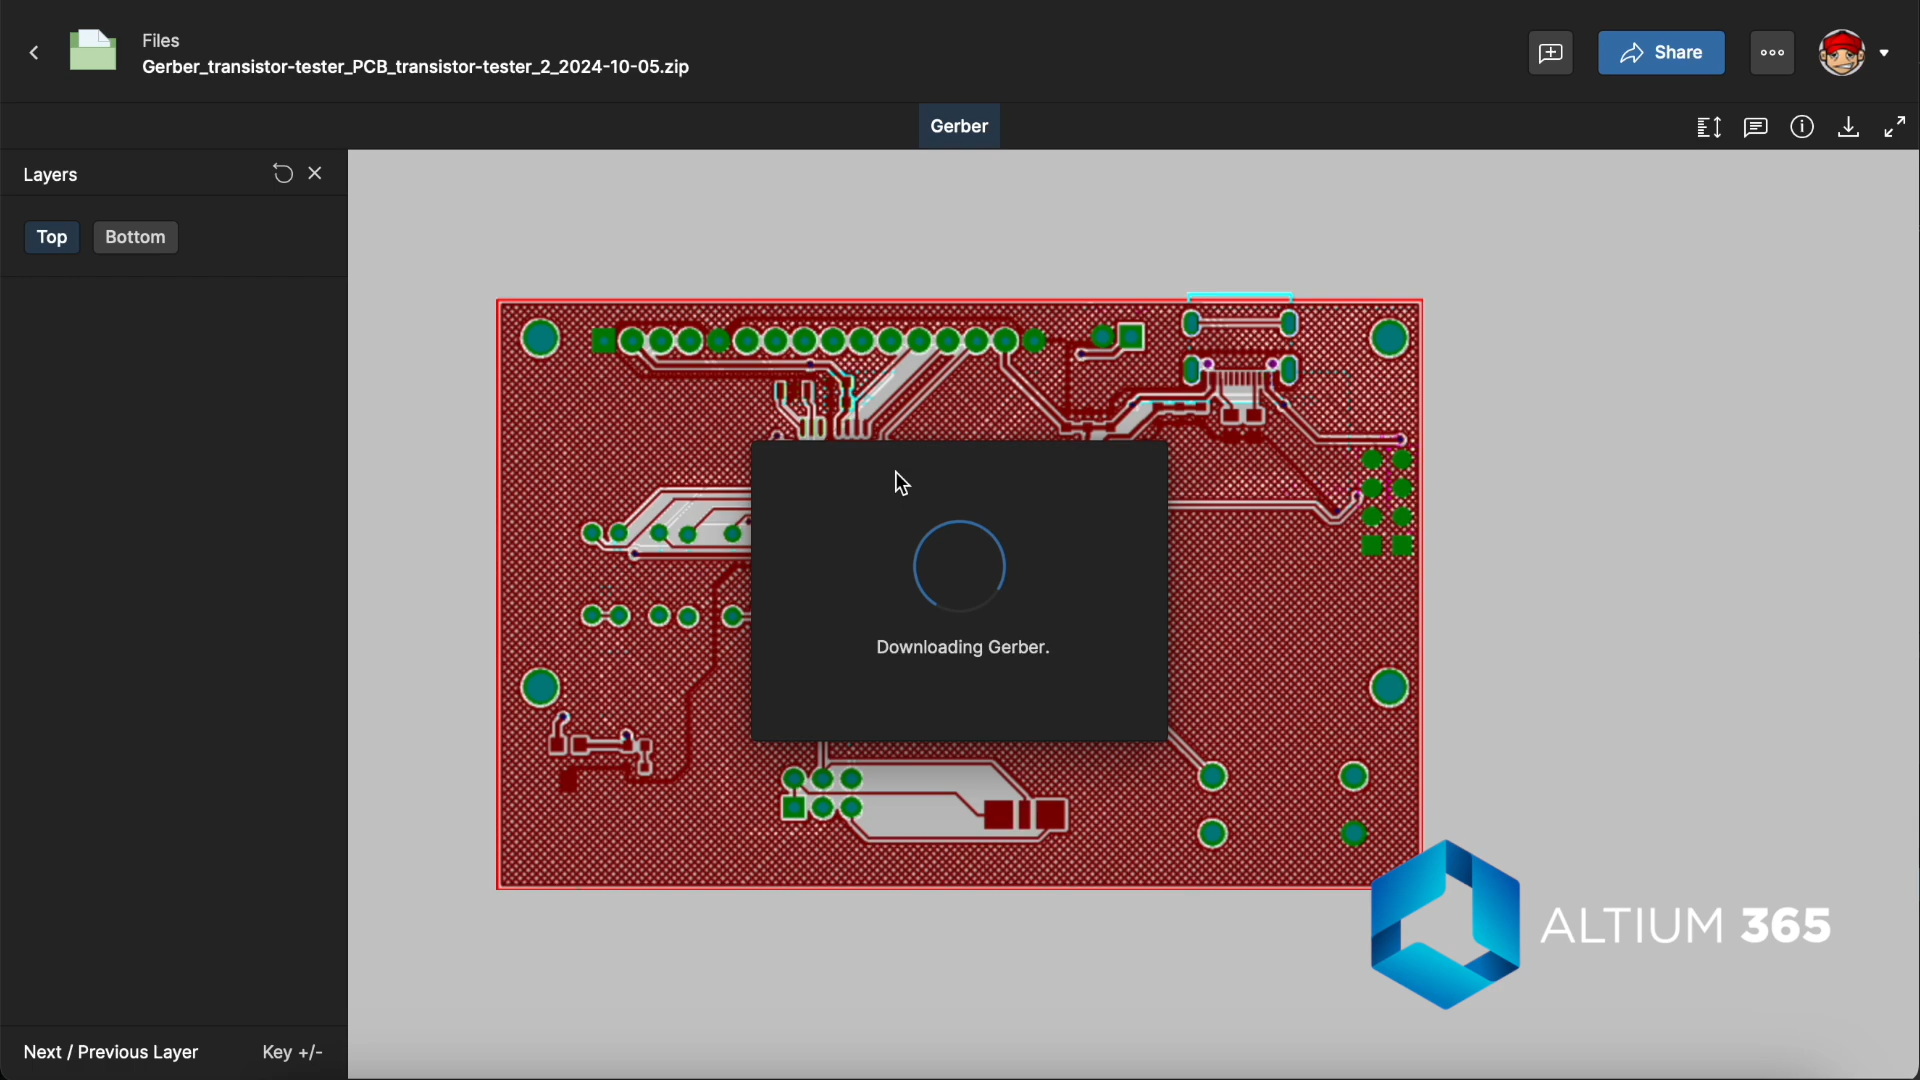 Files
Gerber_transistor-tester_PCB_transistor-tester_2_2024-10-05.zip
Share
Gerber
Layers
Top
Bottom
Downloading Gerber.
ALTIUM 365
Next / Previous Layer
Key +/-